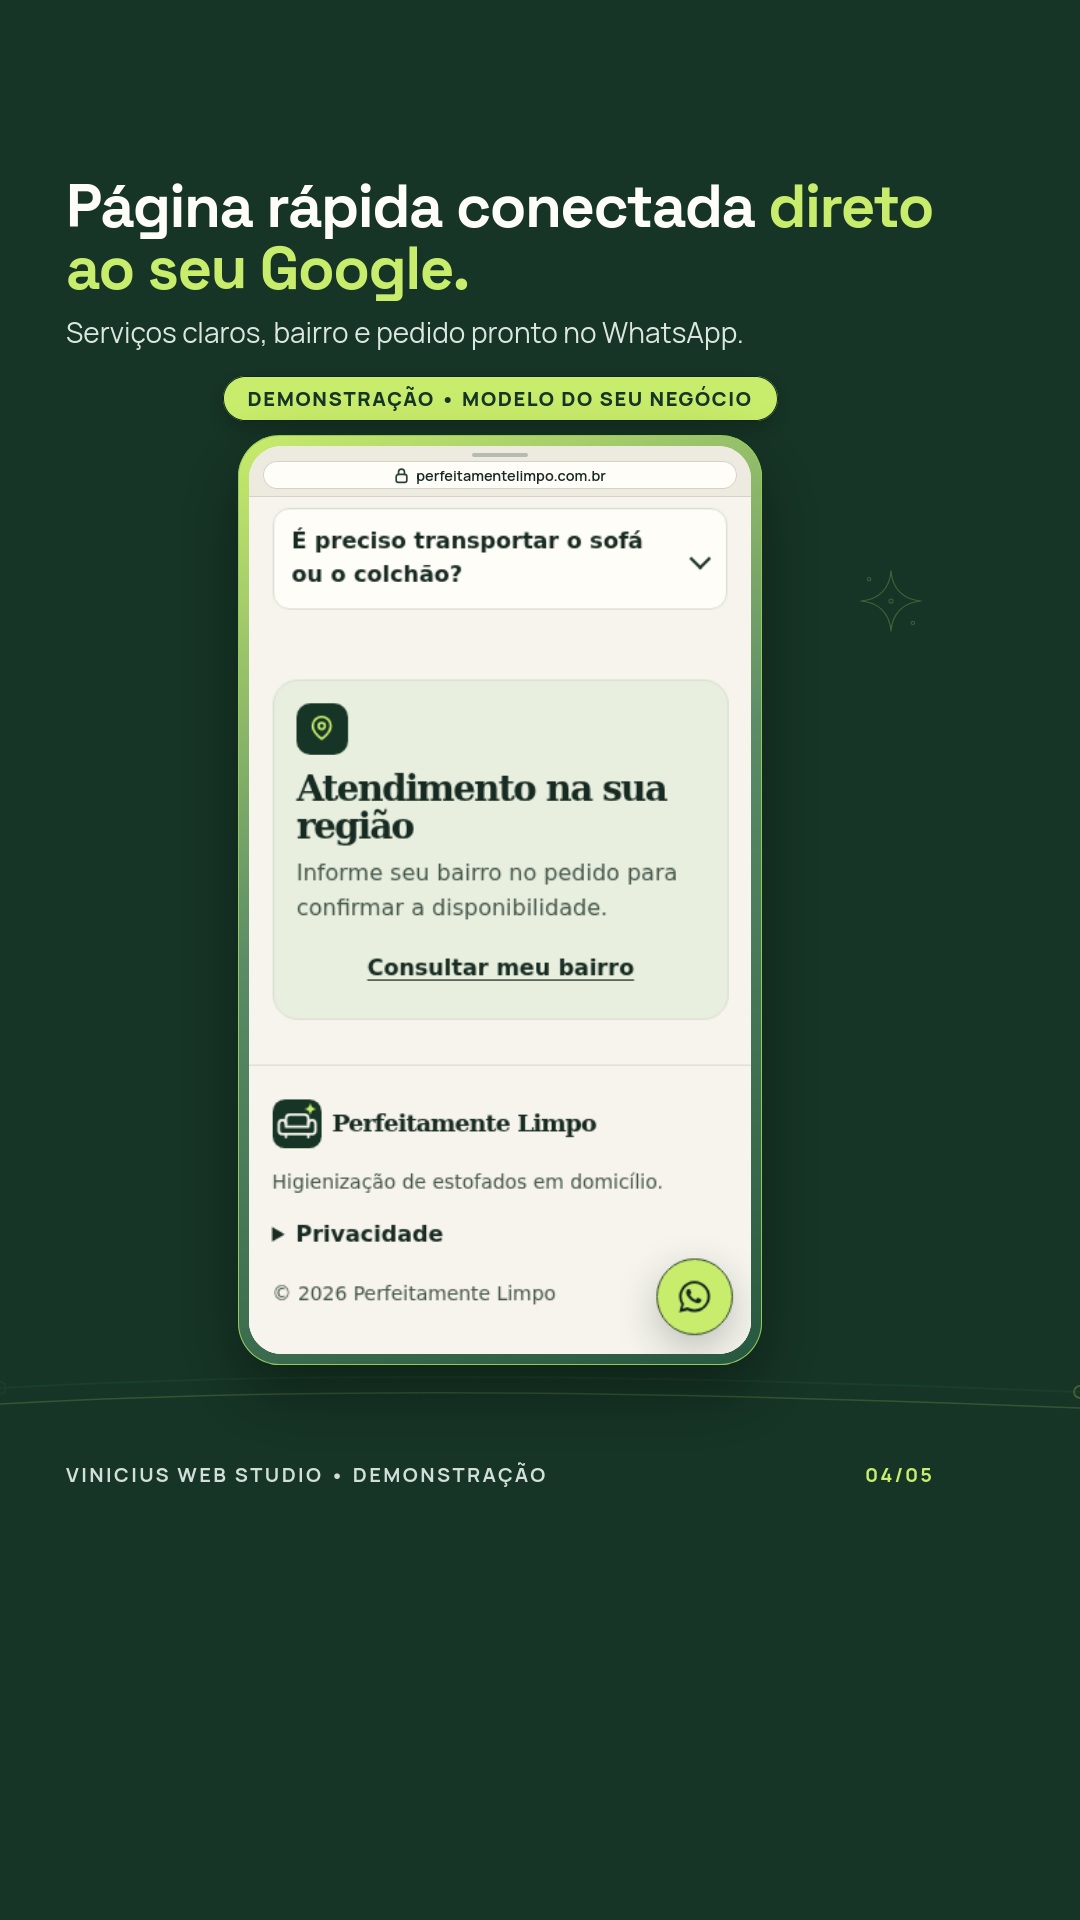 Página rápida conectada direto
ao seu Google.
Serviços claros, bairro e pedido pronto no WhatsApp.
DEMONSTRAÇÃO • MODELO DO SEU NEGÓCIO
perfeitamentelimpo.com.br
É preciso transportar o sofá
ou o colchão?
Atendimento na sua
região
Informe seu bairro no pedido para
confirmar a disponibilidade.
Consultar meu bairro
Perfeitamente Limpo
Higienização de estofados em domicílio.
Privacidade
© 2026 Perfeitamente Limpo
VINICIUS WEB STUDIO • DEMONSTRAÇÃO
04/05